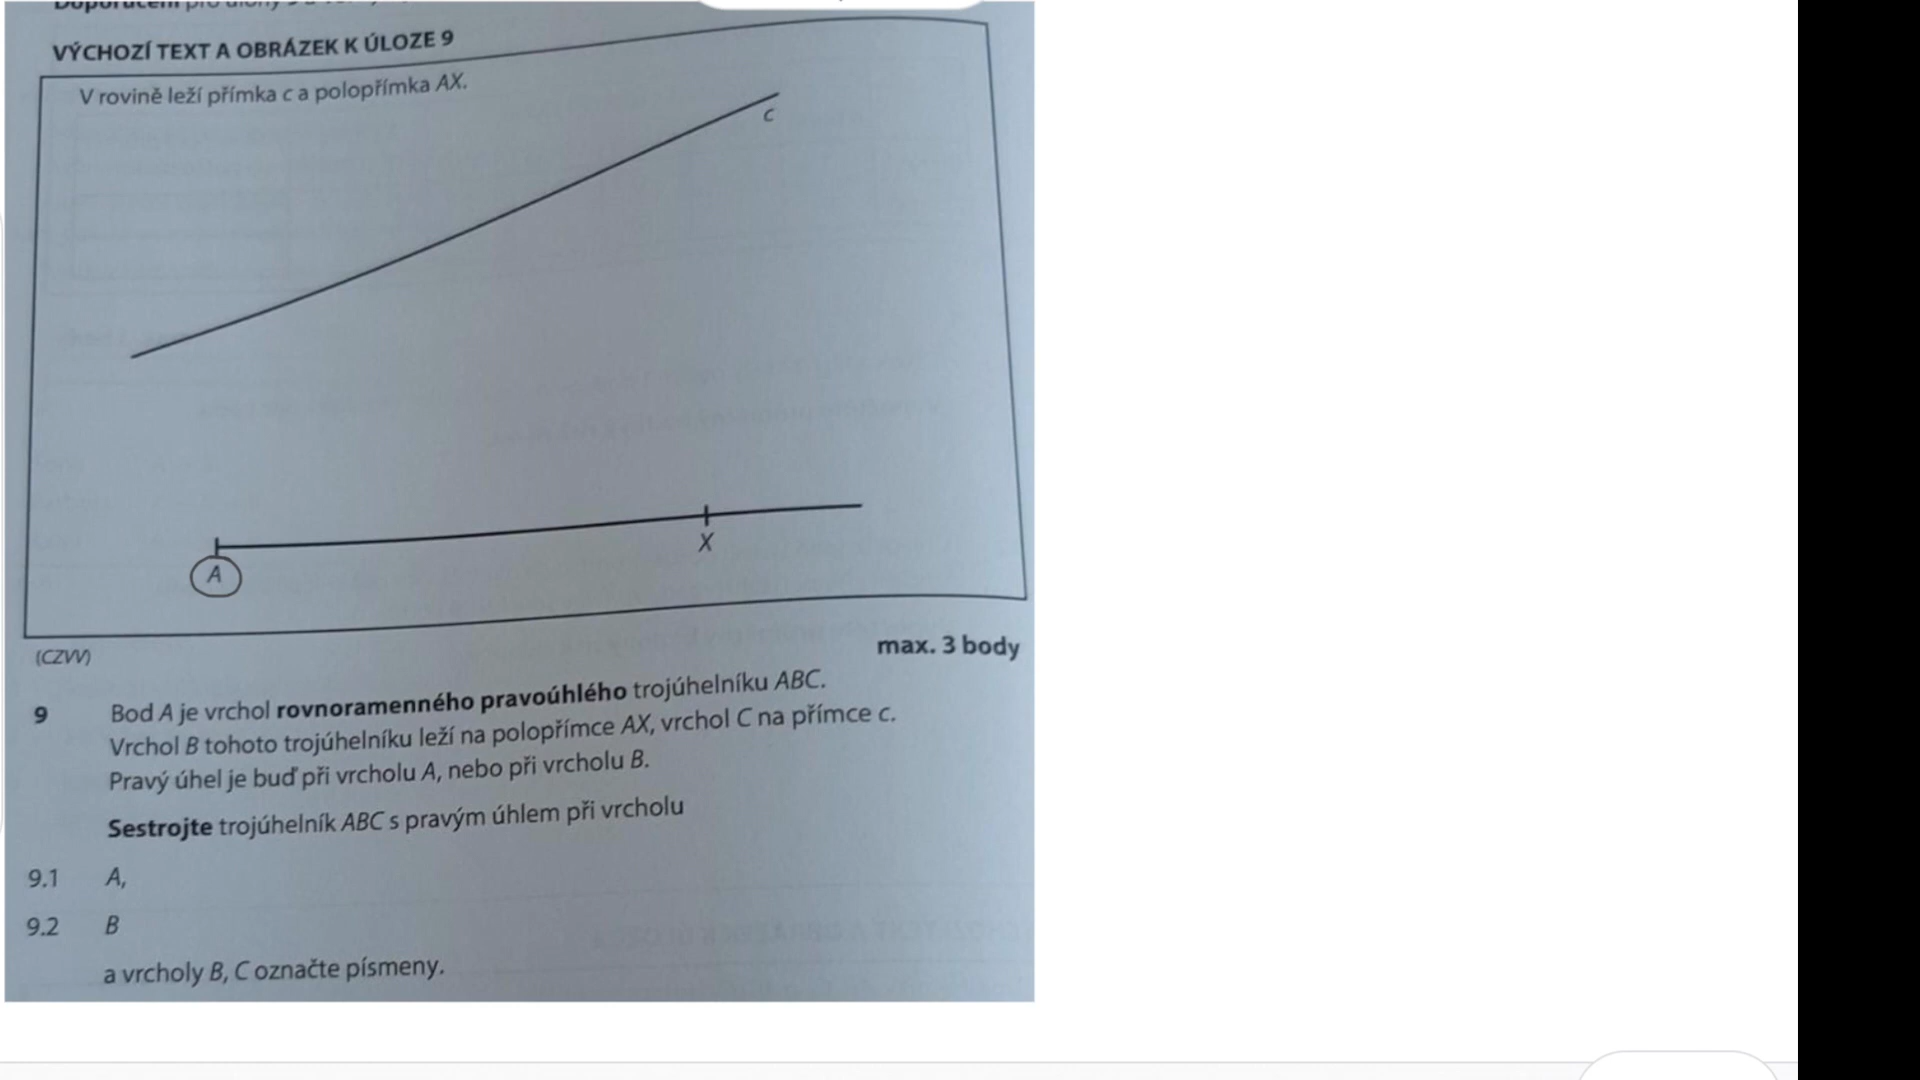 VÝCHOZÍ TEXT A OBRÁZEK K ÚLOZE 9
V rovině leží přímka c a polopřímka AX.
c
X
A
(CZVV)
max. 3 body
9 Bod A je vrchol rovnoramenného pravoúhlého trojúhelníku ABC.
Vrchol B tohoto trojúhelníku leží na polopřímce AX, vrchol C na přímce c.
Pravý úhel je buď při vrcholu A, nebo při vrcholu B.
Sestrojte trojúhelník ABC s pravým úhlem při vrcholu
9.1 A,
9.2 B
a vrcholy B, C označte písmeny.